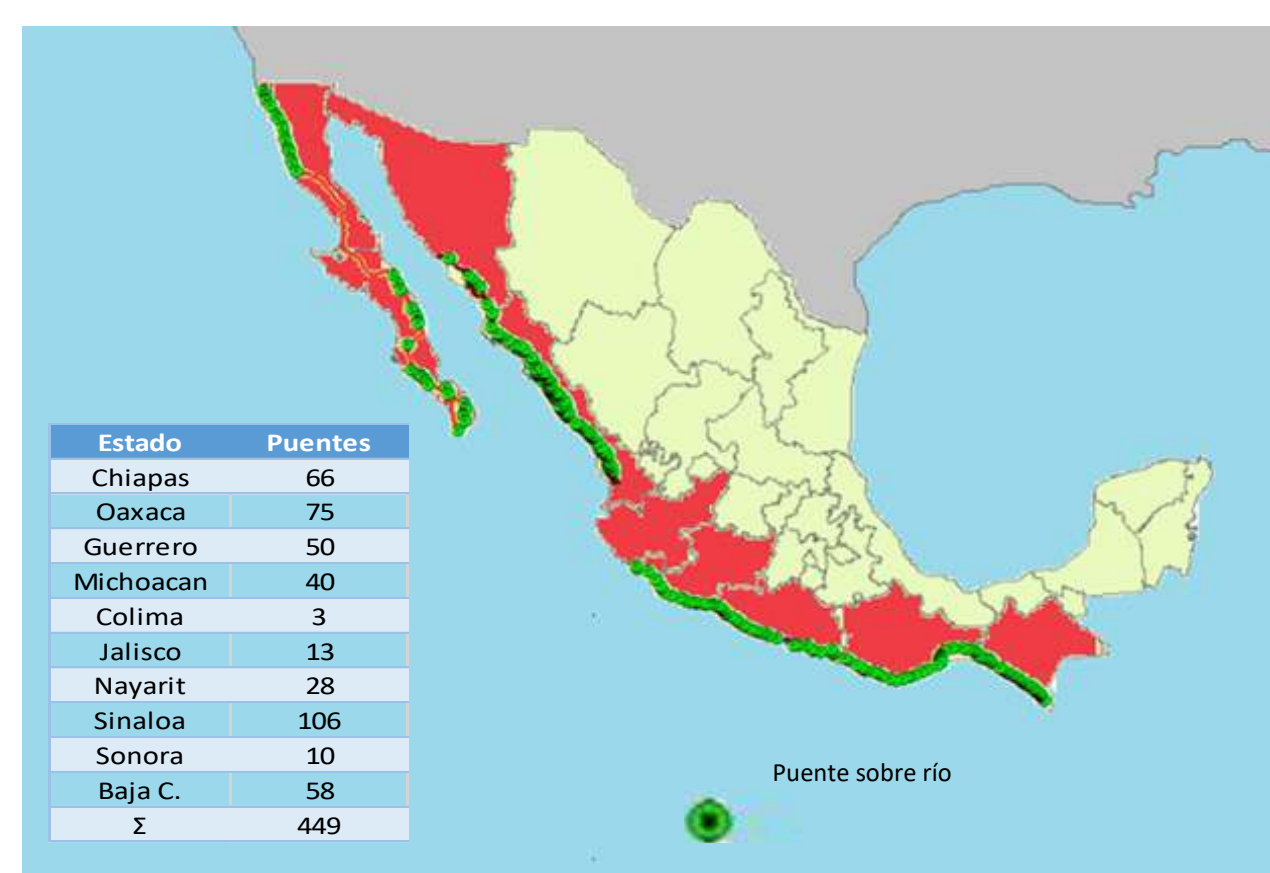 Estado Puentes
Chiapas 66
Oaxaca 75
Guerrero 50
Michoacan 40
Colima 3
Jalisco 13
Nayarit 28
Sinaloa 106
Sonora 10
Baja C. 58
Σ 449
Puente sobre río